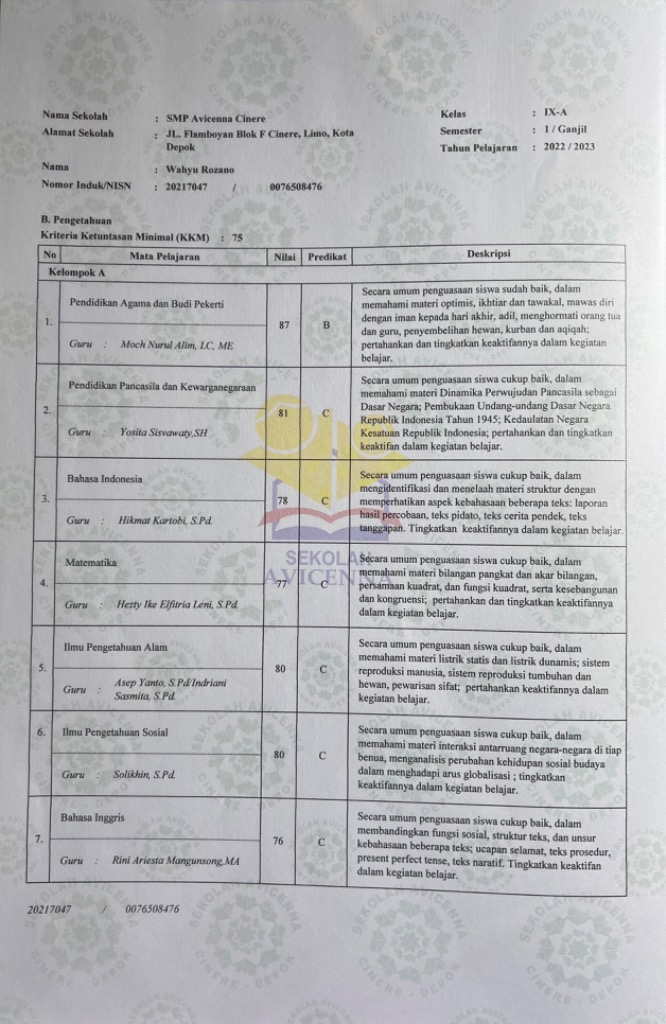 Nama Sekolah : SMP Avicenna Cinere
Alamat Sekolah : JL. Flamboyan Blok F Cinere, Limo, Kota
Depok
Nama : Wahyu Rozano
Nomor Induk/NISN : 20217047 / 0076508476
Kelas : IX-A
Semester : 1 / Ganjil
Tahun Pelajaran : 2022 / 2023
B. Pengetahuan
Kriteria Ketuntasan Minimal (KKM) : 75
No Mata Pelajaran Nilai Predikat Deskripsi
Kelompok A
1.
Pendidikan Agama dan Budi Pekerti
Guru : Moch Nurul Alim, LC, ME
87
B
Secara umum penguasaan siswa sudah baik, dalam
memahami materi optimis, ikhtiar dan tawakal, mawas diri
dengan iman kepada hari akhir, adil, menghormati orang tua
dan guru, penyembelihan hewan, kurban dan aqiqah;
pertahankan dan tingkatkan keaktifannya dalam kegiatan
belajar.
2.
Pendidikan Pancasila dan Kewarganegaraan
Guru : Yosita Sisvawaty,SH
81
C
Secara umum penguasaan siswa cukup baik, dalam
memahami materi Dinamika Perwujudan Pancasila sebagai
Dasar Negara; Pembukaan Undang-undang Dasar Negara
Republik Indonesia Tahun 1945; Kedaulatan Negara
Kesatuan Republik Indonesia; pertahankan dan tingkatkan
keaktifan dalam kegiatan belajar.
3.
Bahasa Indonesia
Guru : Hikmat Kartobi, S.Pd.
78
C
Secara umum penguasaan siswa cukup baik, dalam
mengidentifikasi dan menelaah materi struktur dengan
memperhatikan aspek kebahasaan beberapa teks: laporan
hasil percobaan, teks pidato, teks cerita pendek, teks
tanggapan. Tingkatkan keaktifannya dalam kegiatan belajar.
4.
Matematika
Guru : Hezty Ike Elfitria Leni, S.Pd.
77
C
Secara umum penguasaan siswa cukup baik, dalam
memahami materi bilangan pangkat dan akar bilangan,
persamaan kuadrat, dan fungsi kuadrat, serta kesebangunan
dan kongruensi; pertahankan dan tingkatkan keaktifannya
dalam kegiatan belajar.
SEKOLAH
AVICENNA
5.
Ilmu Pengetahuan Alam
Guru : Asep Yanto, S.Pd/Indriani
Sasmita, S.Pd.
80
C
Secara umum penguasaan siswa cukup baik, dalam
memahami materi listrik statis dan listrik dunamis; sistem
reproduksi manusia, sistem reproduksi tumbuhan dan
hewan, pewarisan sifat; pertahankan keaktifannya dalam
kegiatan belajar.
6.
Ilmu Pengetahuan Sosial
Guru : Solikhin, S.Pd.
80
C
Secara umum penguasaan siswa cukup baik, dalam
memahami materi interaksi antarruang negara-negara di tiap
benua, menganalisis perubahan kehidupan sosial budaya
dalam menghadapi arus globalisasi ; tingkatkan
keaktifannya dalam kegiatan belajar.
7.
Bahasa Inggris
Guru : Rini Ariesta Mangunsong,MA
76
C
Secara umum penguasaan siswa cukup baik, dalam
membandingkan fungsi sosial, struktur teks, dan unsur
kebahasaan beberapa teks; ucapan selamat, teks prosedur,
present perfect tense, teks naratif. Tingkatkan keaktifan
dalam kegiatan belajar.
20217047 / 0076508476